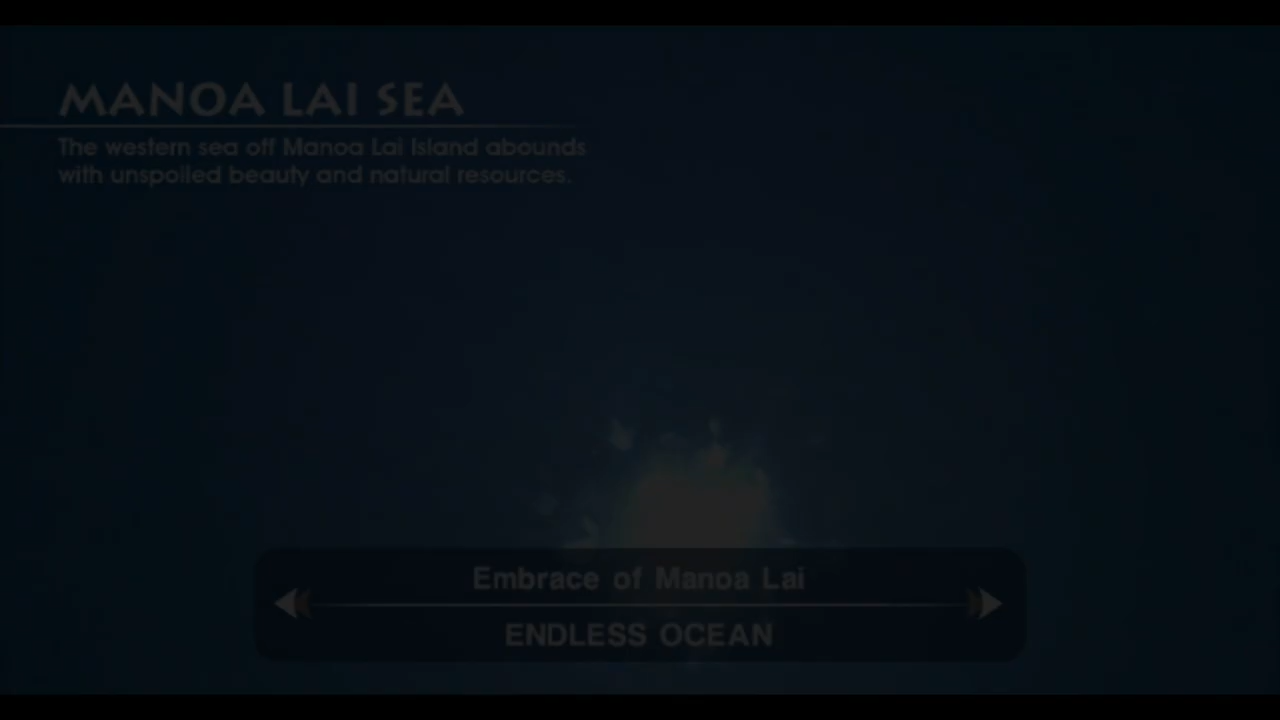 MANOA LAI SEA
The western sea off Manoa Lai Island abounds
with unspoiled beauty and natural resources.
Embrace of Manoa Lai
ENDLESS OCEAN